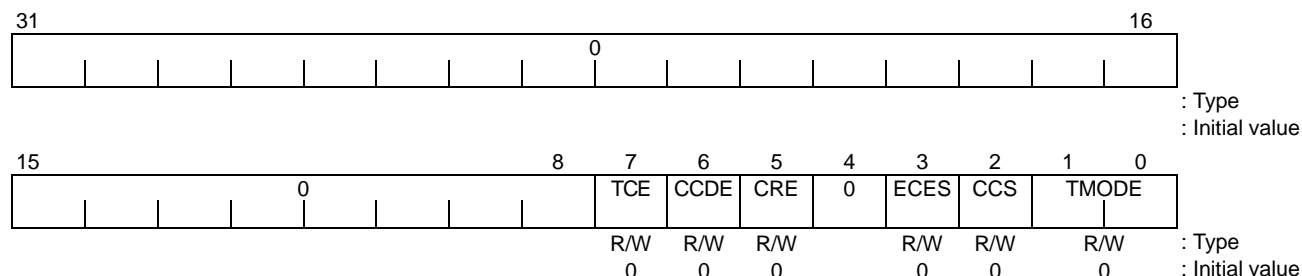 31 16
0
: Type
: Initial value
15 8 7 6 5 4 3 2 1 0
0 TCE CCDE CRE 0 ECES CCS TMODE
R/W R/W R/W R/W R/W R/W : Type
0 0 0 0 0 0 : Initial value